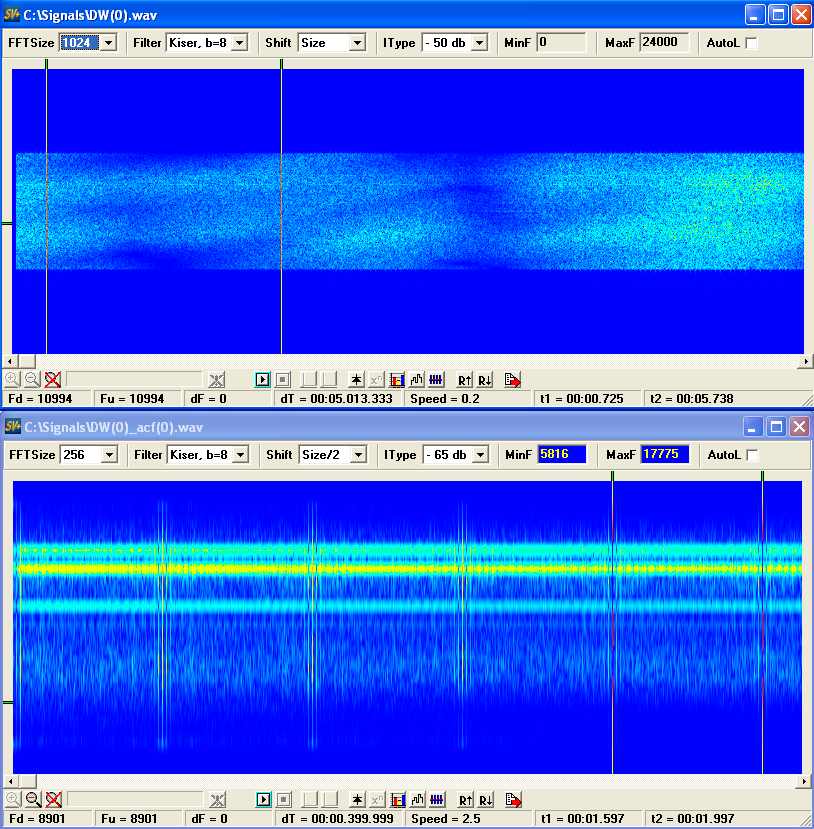 SV+ C:\Signals\DW(0).wav
FFTSize 1024 Filter Kiser, b=8 Shift Size IType - 50 db MinF 0 MaxF 24000 AutoL
R↑ R↓
Fd = 10994 Fu = 10994 dF = 0 dT = 00:05.013.333 Speed = 0.2 t1 = 00:00.725 t2 = 00:05.738
SV+ C:\Signals\DW(0)_acf(0).wav
FFTSize 256 Filter Kiser, b=8 Shift Size/2 IType - 65 db MinF 5816 MaxF 17775 AutoL
R↑ R↓
Fd = 8901 Fu = 8901 dF = 0 dT = 00:00.399.999 Speed = 2.5 t1 = 00:01.597 t2 = 00:01.997